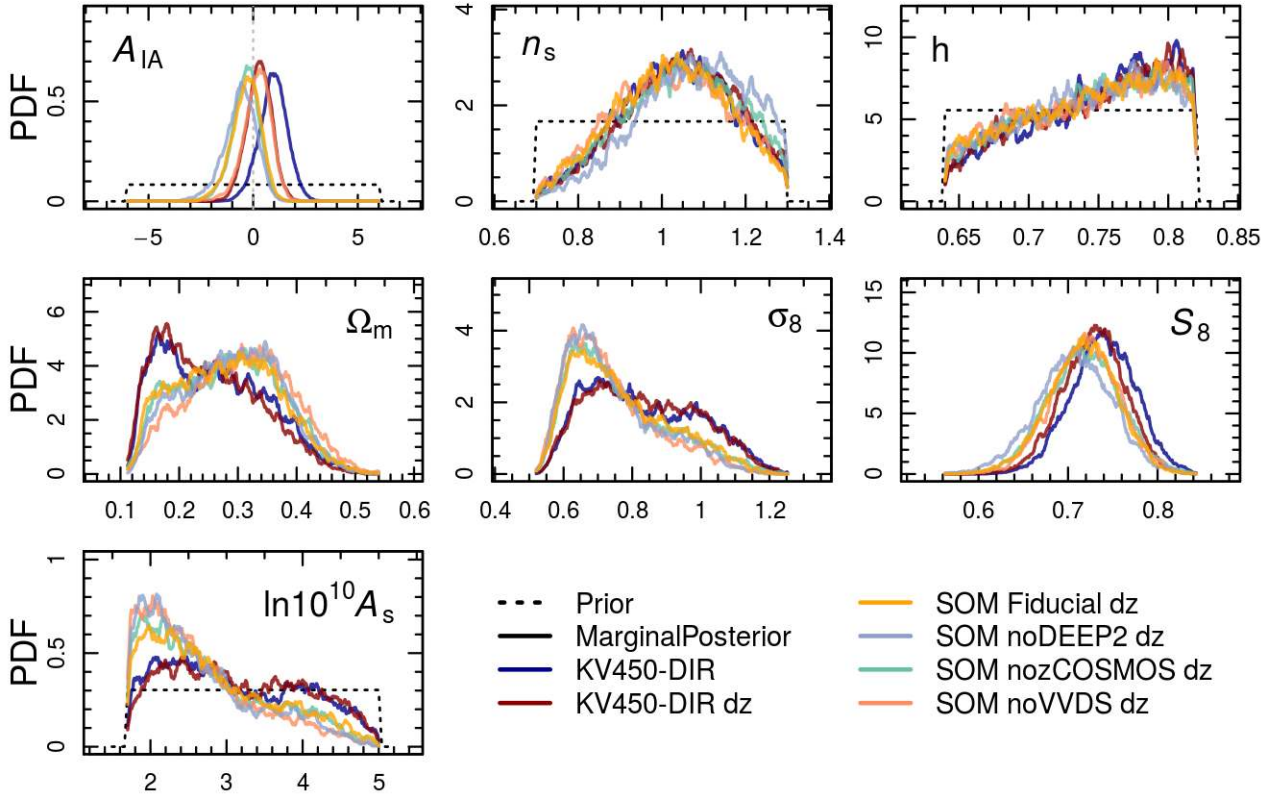 PDF
0
0.5
A_IA
−5
0
5
0
2
4
n_s
0.6
0.8
1
1.2
1.4
0
5
10
h
0.65
0.70
0.75
0.80
0.85
PDF
0
2
4
6
Ω_m
0.1
0.2
0.3
0.4
0.5
0.6
0
2
4
σ_8
0.4
0.6
0.8
1
1.2
0
5
10
15
S_8
0.6
0.7
0.8
PDF
0
0.5
1
ln10^10 A_s
2
3
4
5
Prior
MarginalPosterior
KV450-DIR
KV450-DIR dz
SOM Fiducial dz
SOM noDEEP2 dz
SOM nozCOSMOS dz
SOM noVVDS dz